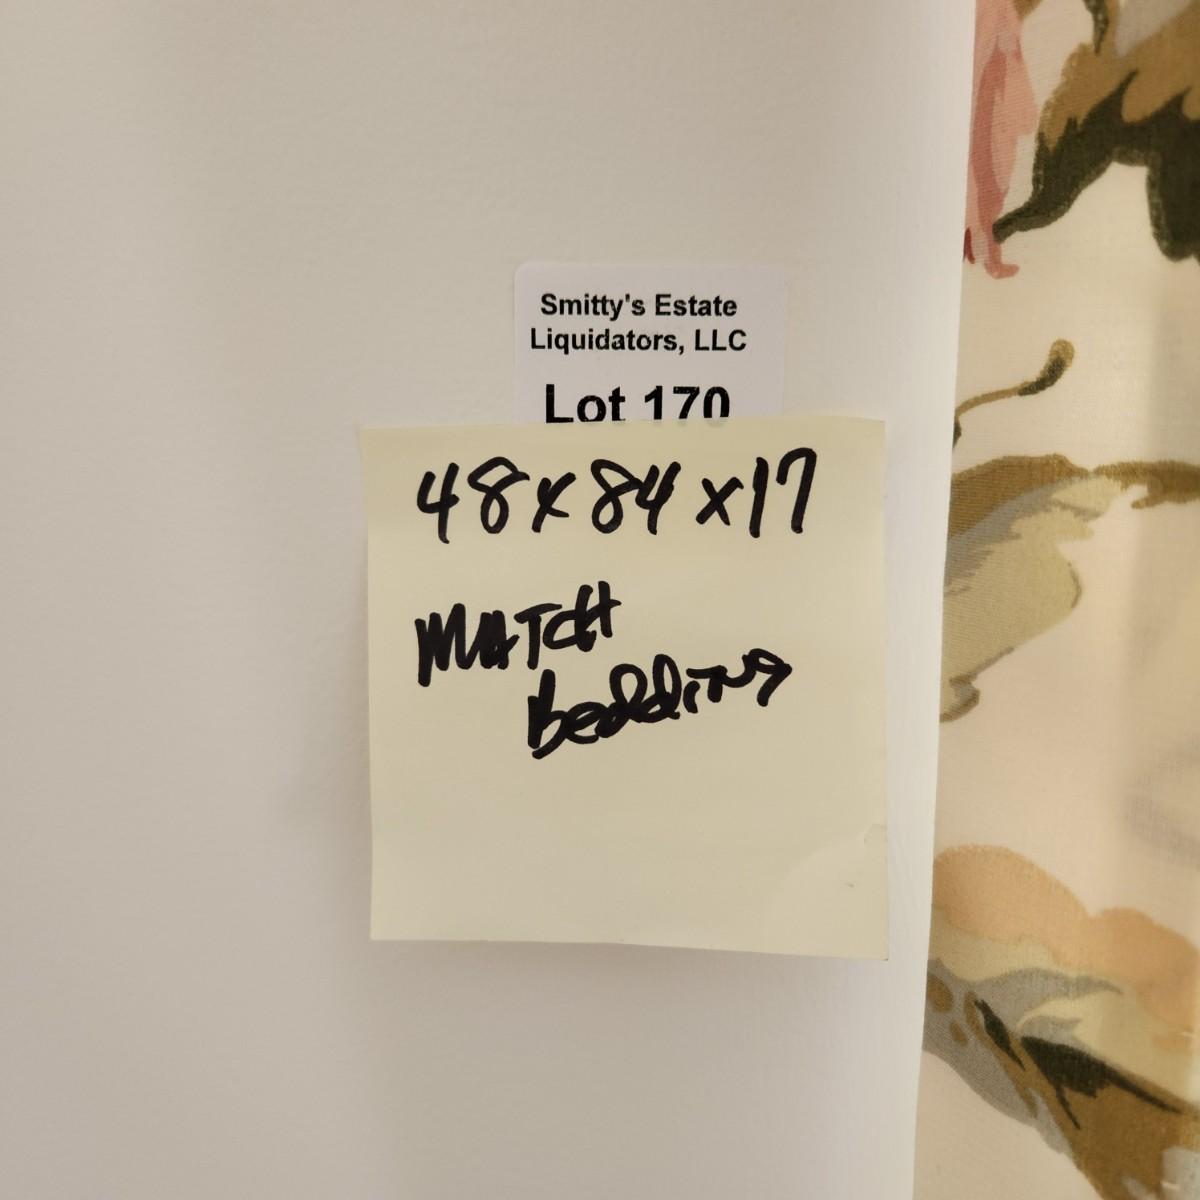 Smitty's Estate
Liquidators, LLC
Lot 170
48x84x17
MATCH
Bedding